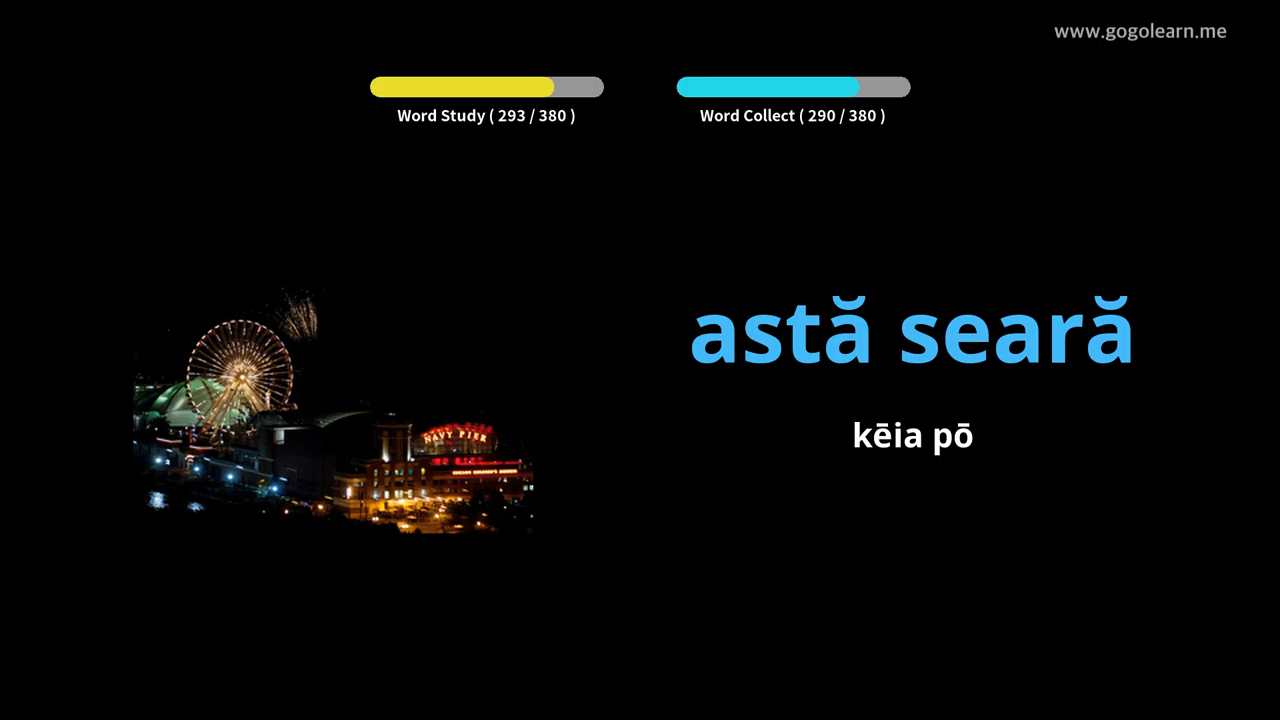 www.gogolearn.me
Word Study ( 293 / 380 )
Word Collect ( 290 / 380 )
astă seară
kēia pō
NAVY PIER